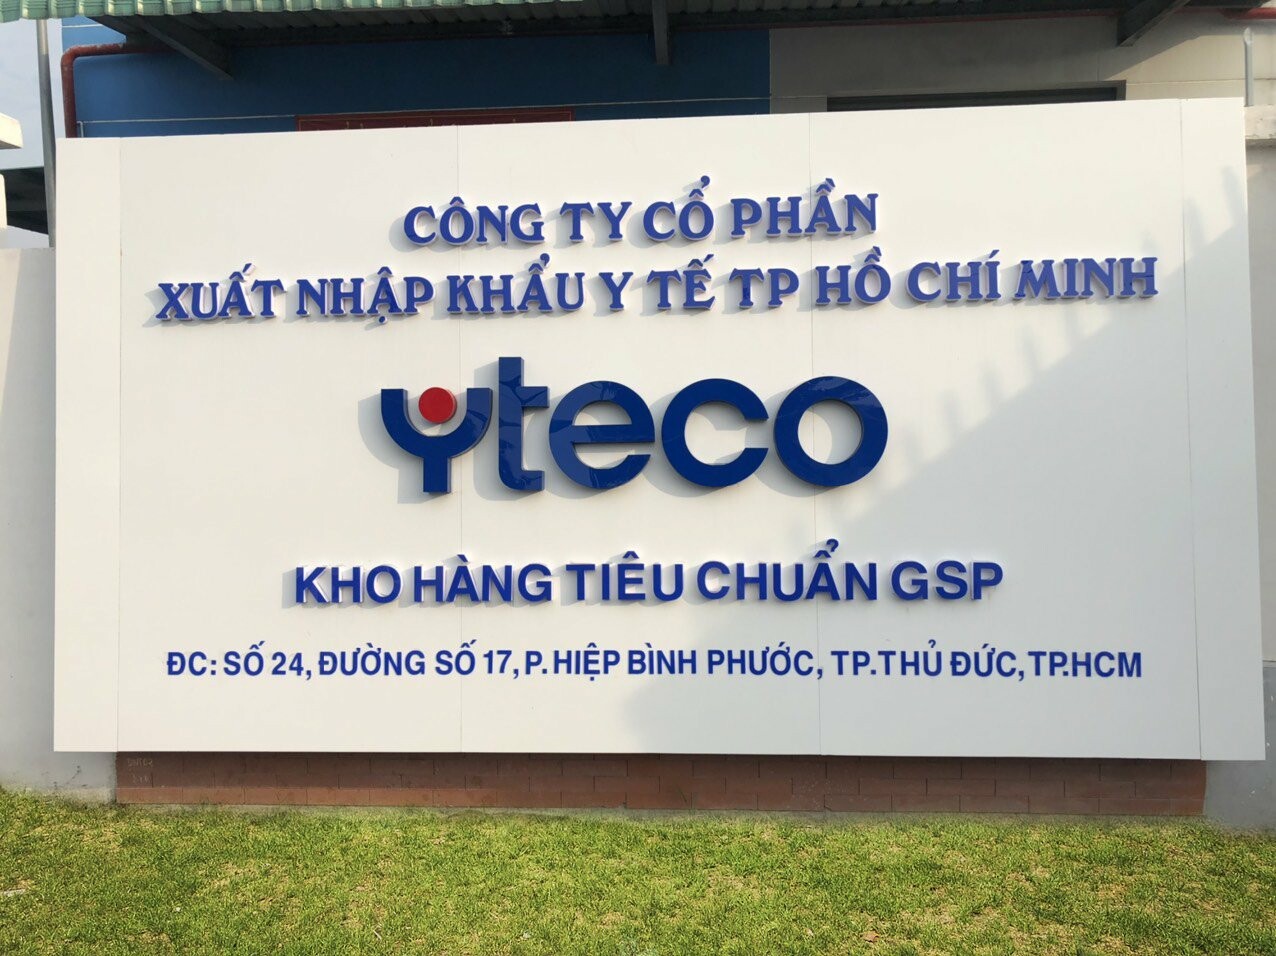 CÔNG TY CỔ PHẦN
XUẤT NHẬP KHẨU Y TẾ TP HỒ CHÍ MINH
yteco
KHO HÀNG TIÊU CHUẨN GSP
ĐC: SỐ 24, ĐƯỜNG SỐ 17, P. HIỆP BÌNH PHƯỚC, TP.THỦ ĐỨC, TP.HCM